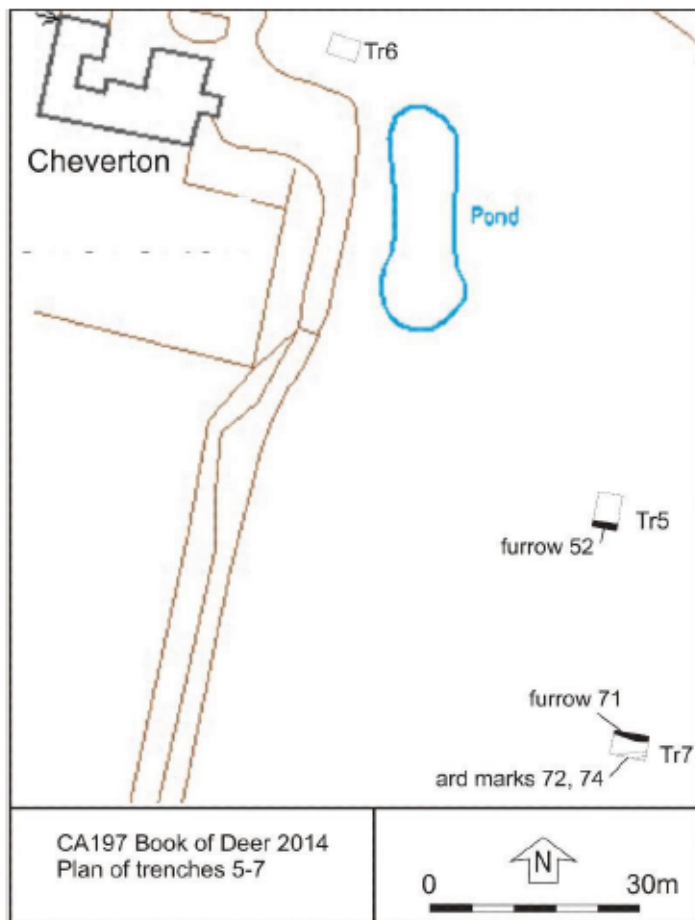 Tr6
Cheverton
Pond
Tr5
furrow 52
furrow 71
Tr7
ard marks 72, 74
CA197 Book of Deer 2014
Plan of trenches 5-7
N
0 30m